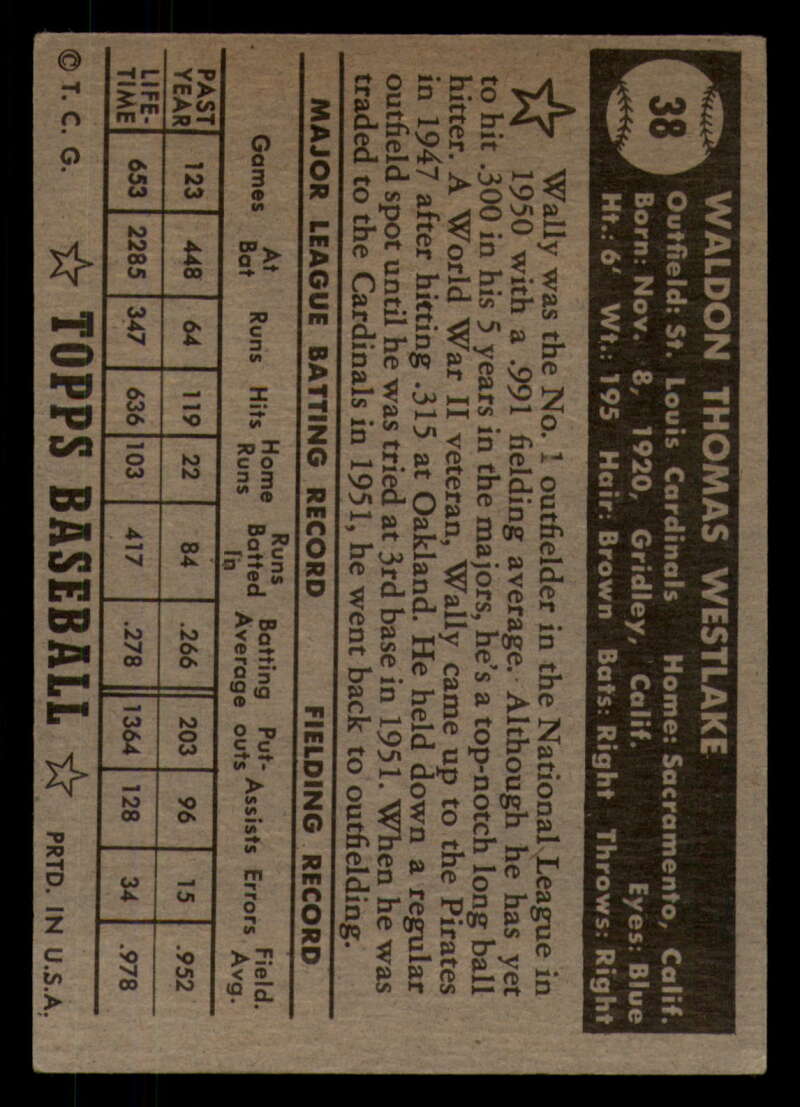 38
WALDON THOMAS WESTLAKE
Outfield: St. Louis Cardinals Home: Sacramento, Calif.
Born: Nov. 8, 1920, Gridley, Calif. Eyes: Blue
Ht.: 6' Wt.: 195 Hair: Brown Bats: Right Throws: Right
Wally was the No. 1 outfielder in the National League in
1950 with a .991 fielding average. Although he has yet
to hit .300 in his 5 years in the majors, he's a top-notch long ball
hitter. A World War II veteran, Wally came up to the Pirates
in 1947 after hitting .315 at Oakland. He held down a regular
outfield spot until he was tried at 3rd base in 1951. When he was
traded to the Cardinals in 1951, he went back to outfielding.
MAJOR LEAGUE BATTING RECORD FIELDING RECORD
Games At Bat Runs Hits Home Runs Runs Batted In Batting Average Put-outs Assists Errors Field. Avg.
PAST YEAR 123 448 64 119 22 84 .266 203 96 15 .952
LIFE-TIME 653 2285 347 636 103 417 .278 1364 128 34 .978
© T. C. G. TOPPS BASEBALL PRTD. IN U.S.A.